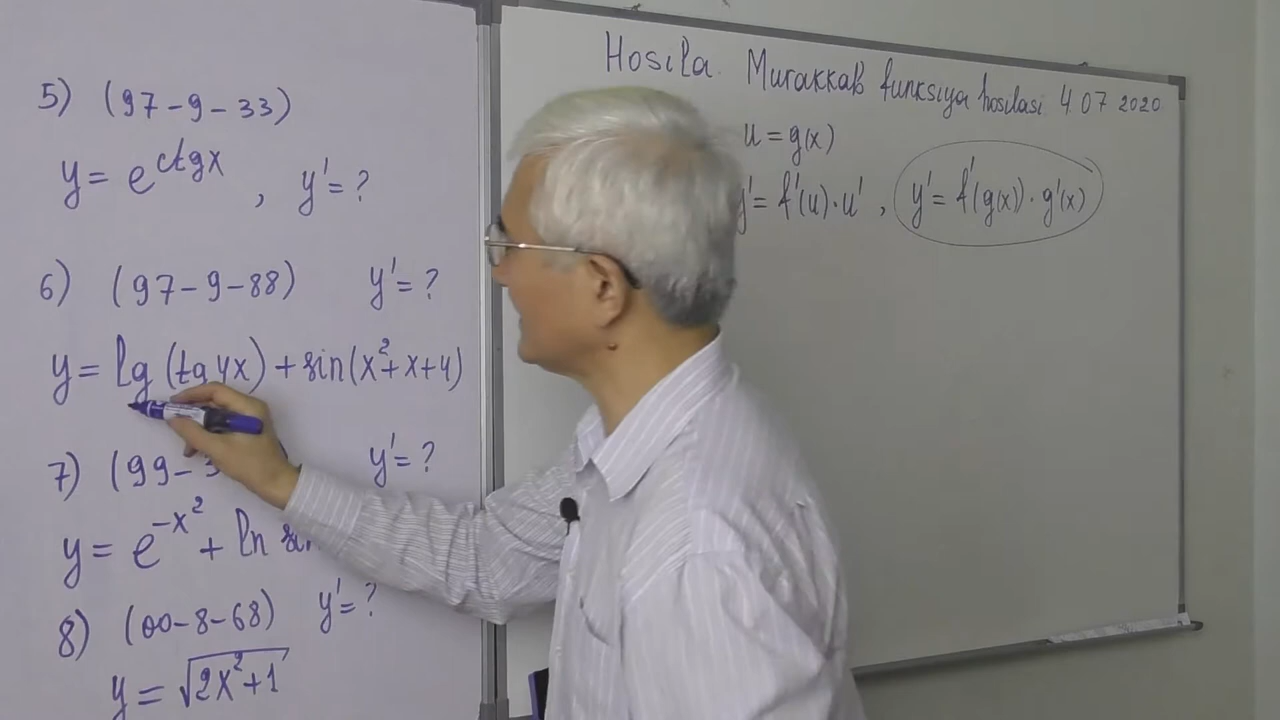 5) (97-9-33)
y = e^ctgx , y' = ?
6) (97-9-88) y' = ?
y = lg (tg 4x) + sin(x²+x+4)
7) (99- y' = ?
y = e^-x² + ln
8) (00-8-68) y' = ?
y = √2x²+1
Hosila. Murakkab funksiya hosilasi. 4 07 2020
u = g(x)
y' = f'(u)·u' , y' = f'(g(x))·g'(x)